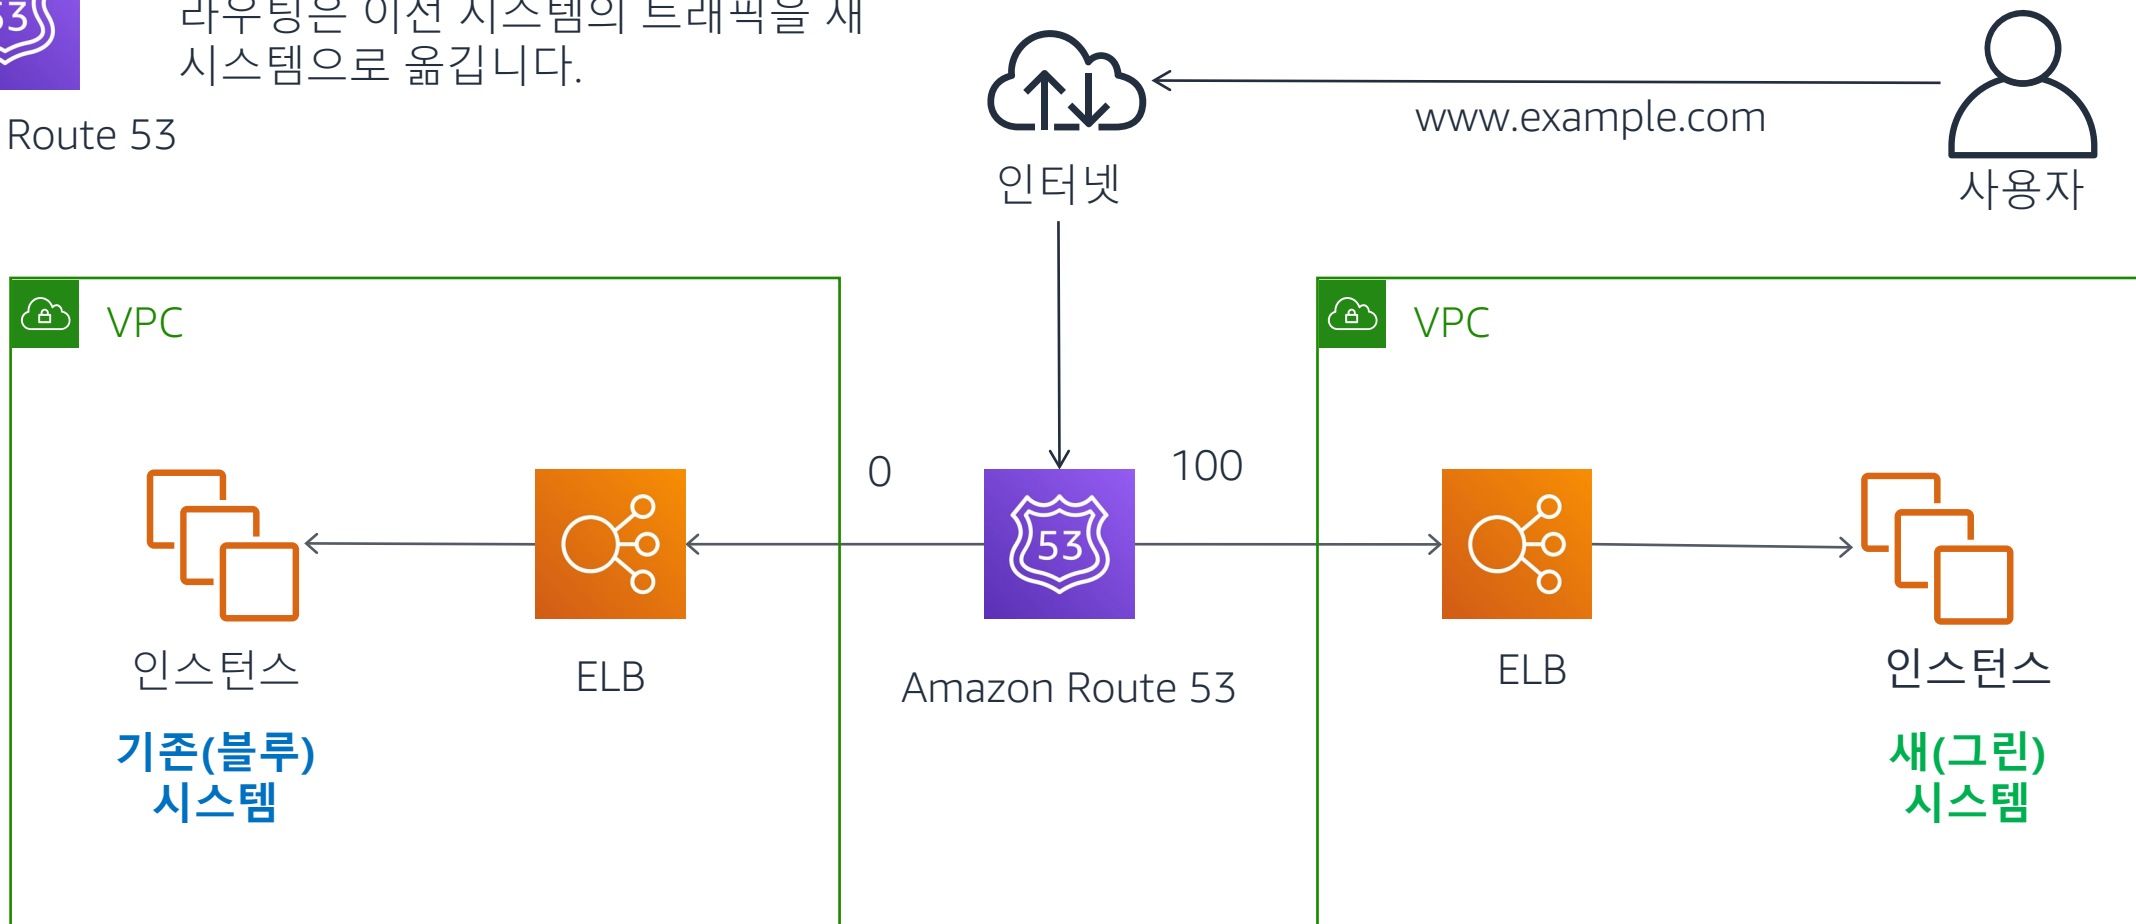 라우팅은 이전 시스템의 트래픽을 새
시스템으로 옮깁니다.
53
Route 53
www.example.com
인터넷
사용자
VPC
VPC
0
100
53
인스턴스
ELB
Amazon Route 53
ELB
인스턴스
기존(블루)
시스템
새(그린)
시스템